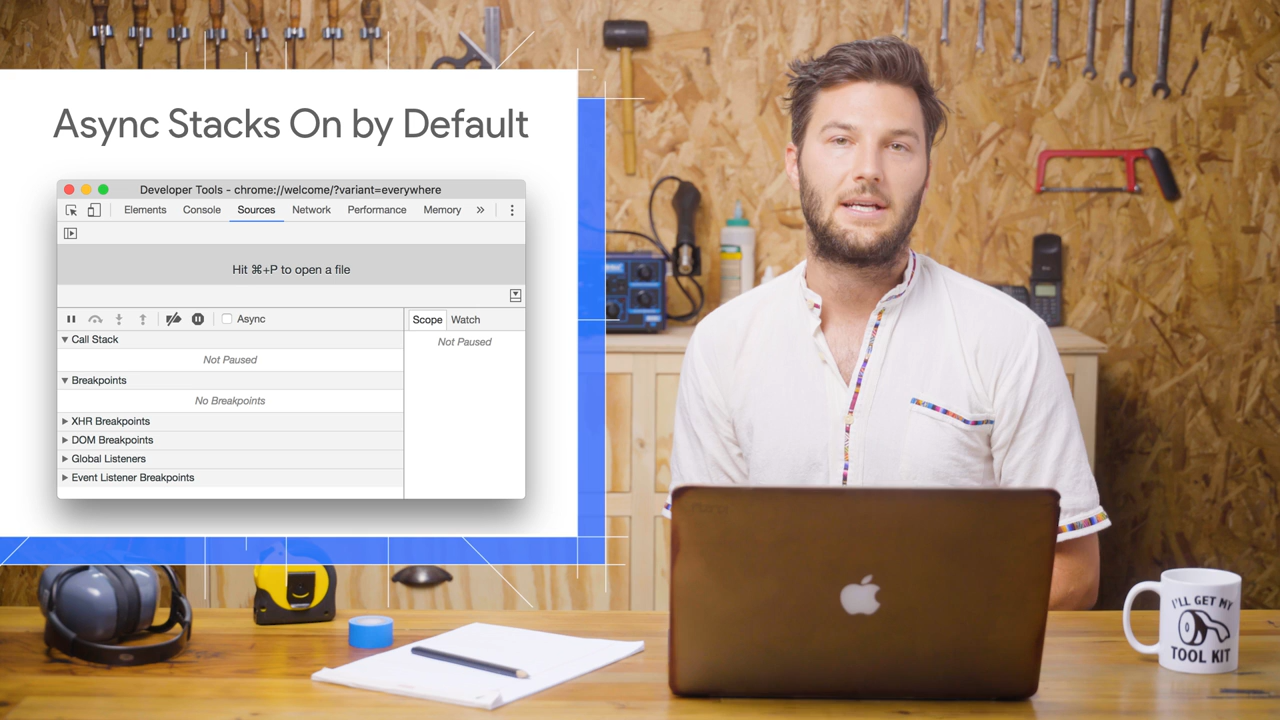 Async Stacks On by Default
Developer Tools - chrome://welcome/?variant=everywhere
Elements Console Sources Network Performance Memory »
Hit ⌘+P to open a file
Async
Scope Watch
Call Stack
Not Paused
Not Paused
Breakpoints
No Breakpoints
XHR Breakpoints
DOM Breakpoints
Global Listeners
Event Listener Breakpoints
I'LL GET MY
TOOL KIT